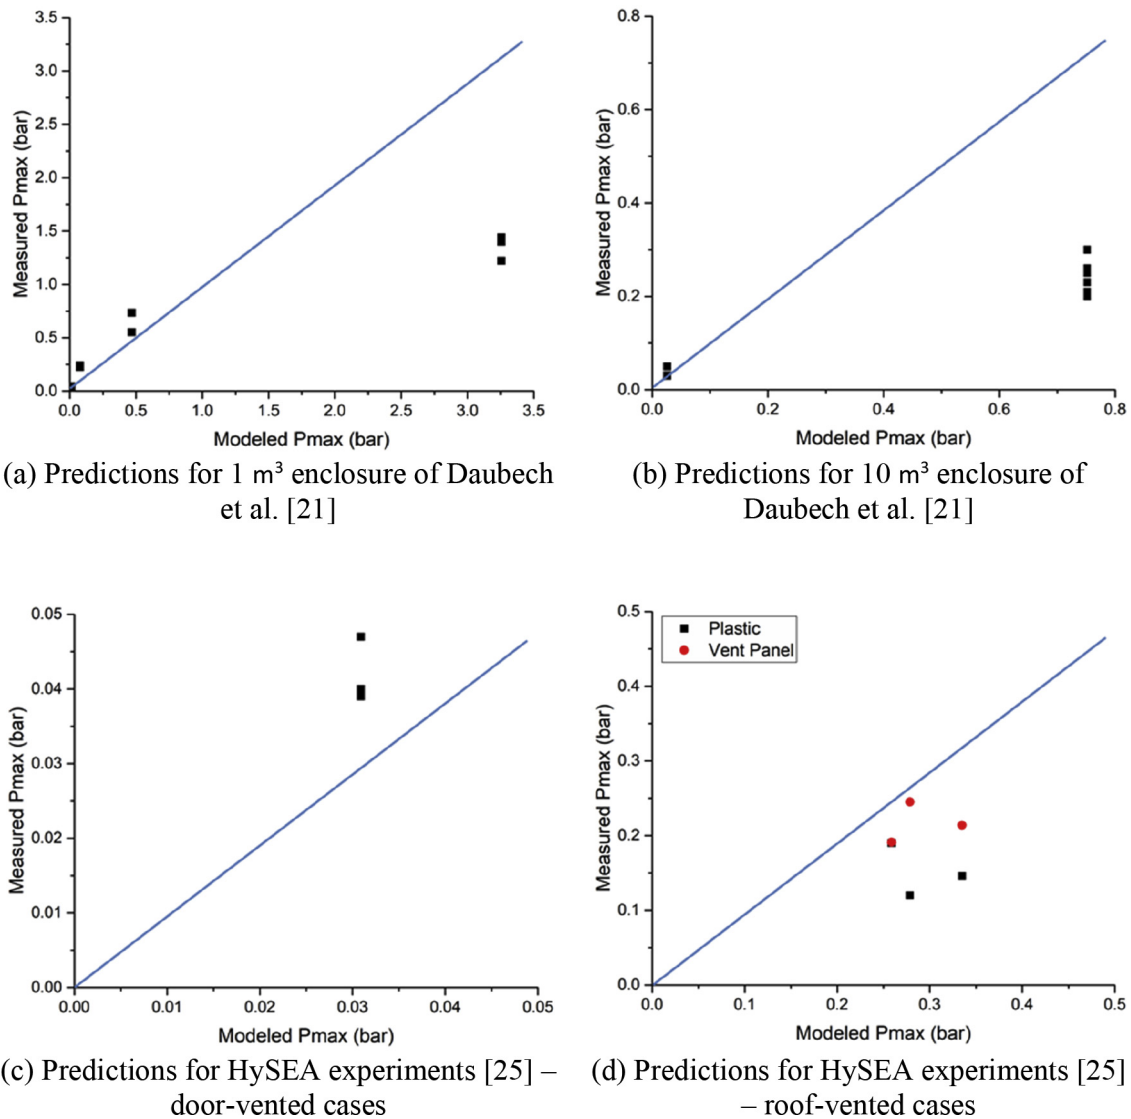 3.5
3.0
2.5
2.0
1.5
1.0
0.5
0.0
Measured Pmax (bar)
0.0 0.5 1.0 1.5 2.0 2.5 3.0 3.5
Modeled Pmax (bar)
(a) Predictions for 1 m³ enclosure of Daubech
et al. [21]
0.8
0.6
0.4
0.2
0.0
Measured Pmax (bar)
0.0 0.2 0.4 0.6 0.8
Modeled Pmax (bar)
(b) Predictions for 10 m³ enclosure of
Daubech et al. [21]
0.05
0.04
0.03
0.02
0.01
0.00
Measured Pmax (bar)
0.00 0.01 0.02 0.03 0.04 0.05
Modeled Pmax (bar)
(c) Predictions for HySEA experiments [25] –
door-vented cases
0.5
0.4
0.3
0.2
0.1
0.0
Measured Pmax (bar)
Plastic
Vent Panel
0.0 0.1 0.2 0.3 0.4 0.5
Modeled Pmax (bar)
(d) Predictions for HySEA experiments [25]
– roof-vented cases